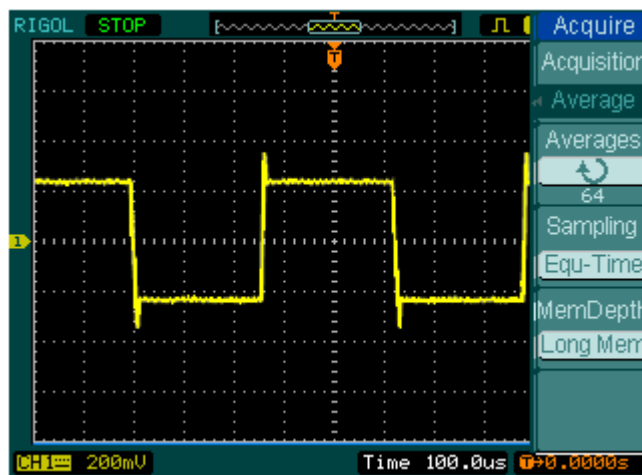 RIGOL STOP
T
Acquire
Acquisition
Average
Averages
64
Sampling
Equ-Time
MemDepth
Long Mem
T
1
CH1 200mV Time 100.0us T→0.0000s